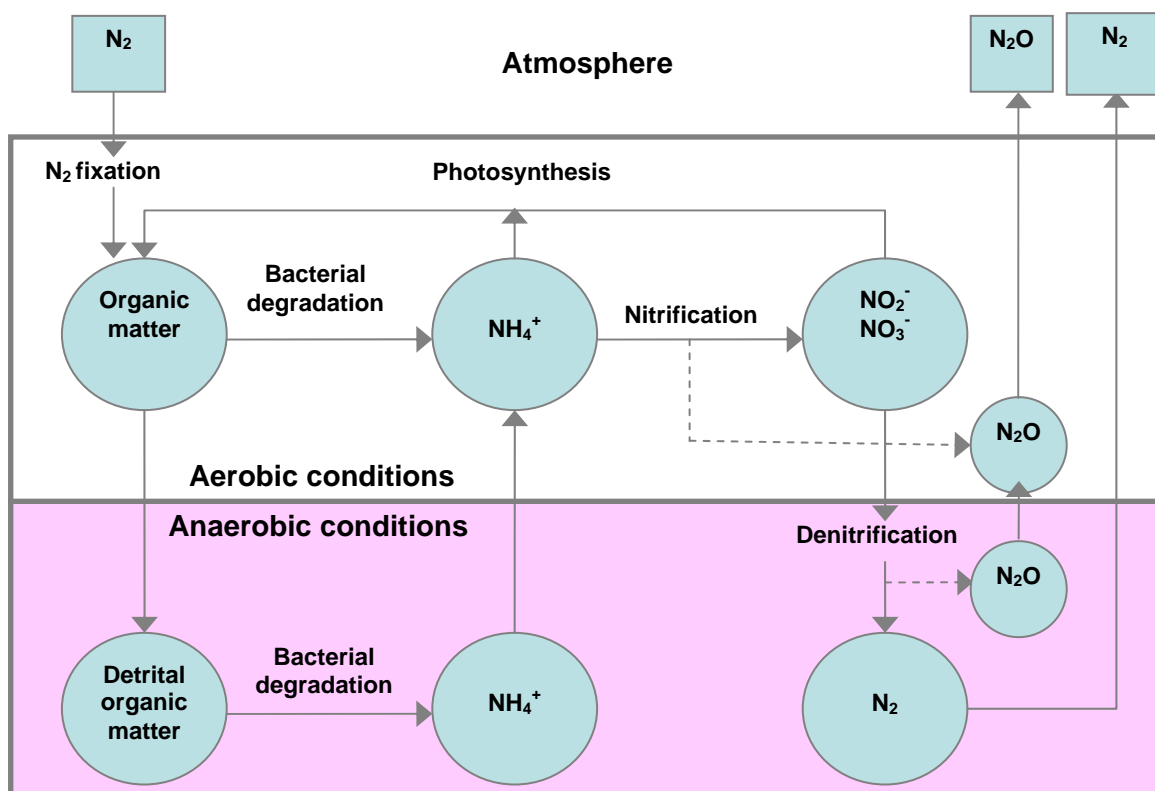 N₂
Atmosphere
N₂O
N₂
N₂ fixation
Photosynthesis
Organic
matter
Bacterial
degradation
NH₄⁺
Nitrification
NO₂⁻
NO₃⁻
N₂O
Aerobic conditions
Anaerobic conditions
Denitrification
N₂O
Detrital
organic
matter
Bacterial
degradation
NH₄⁺
N₂